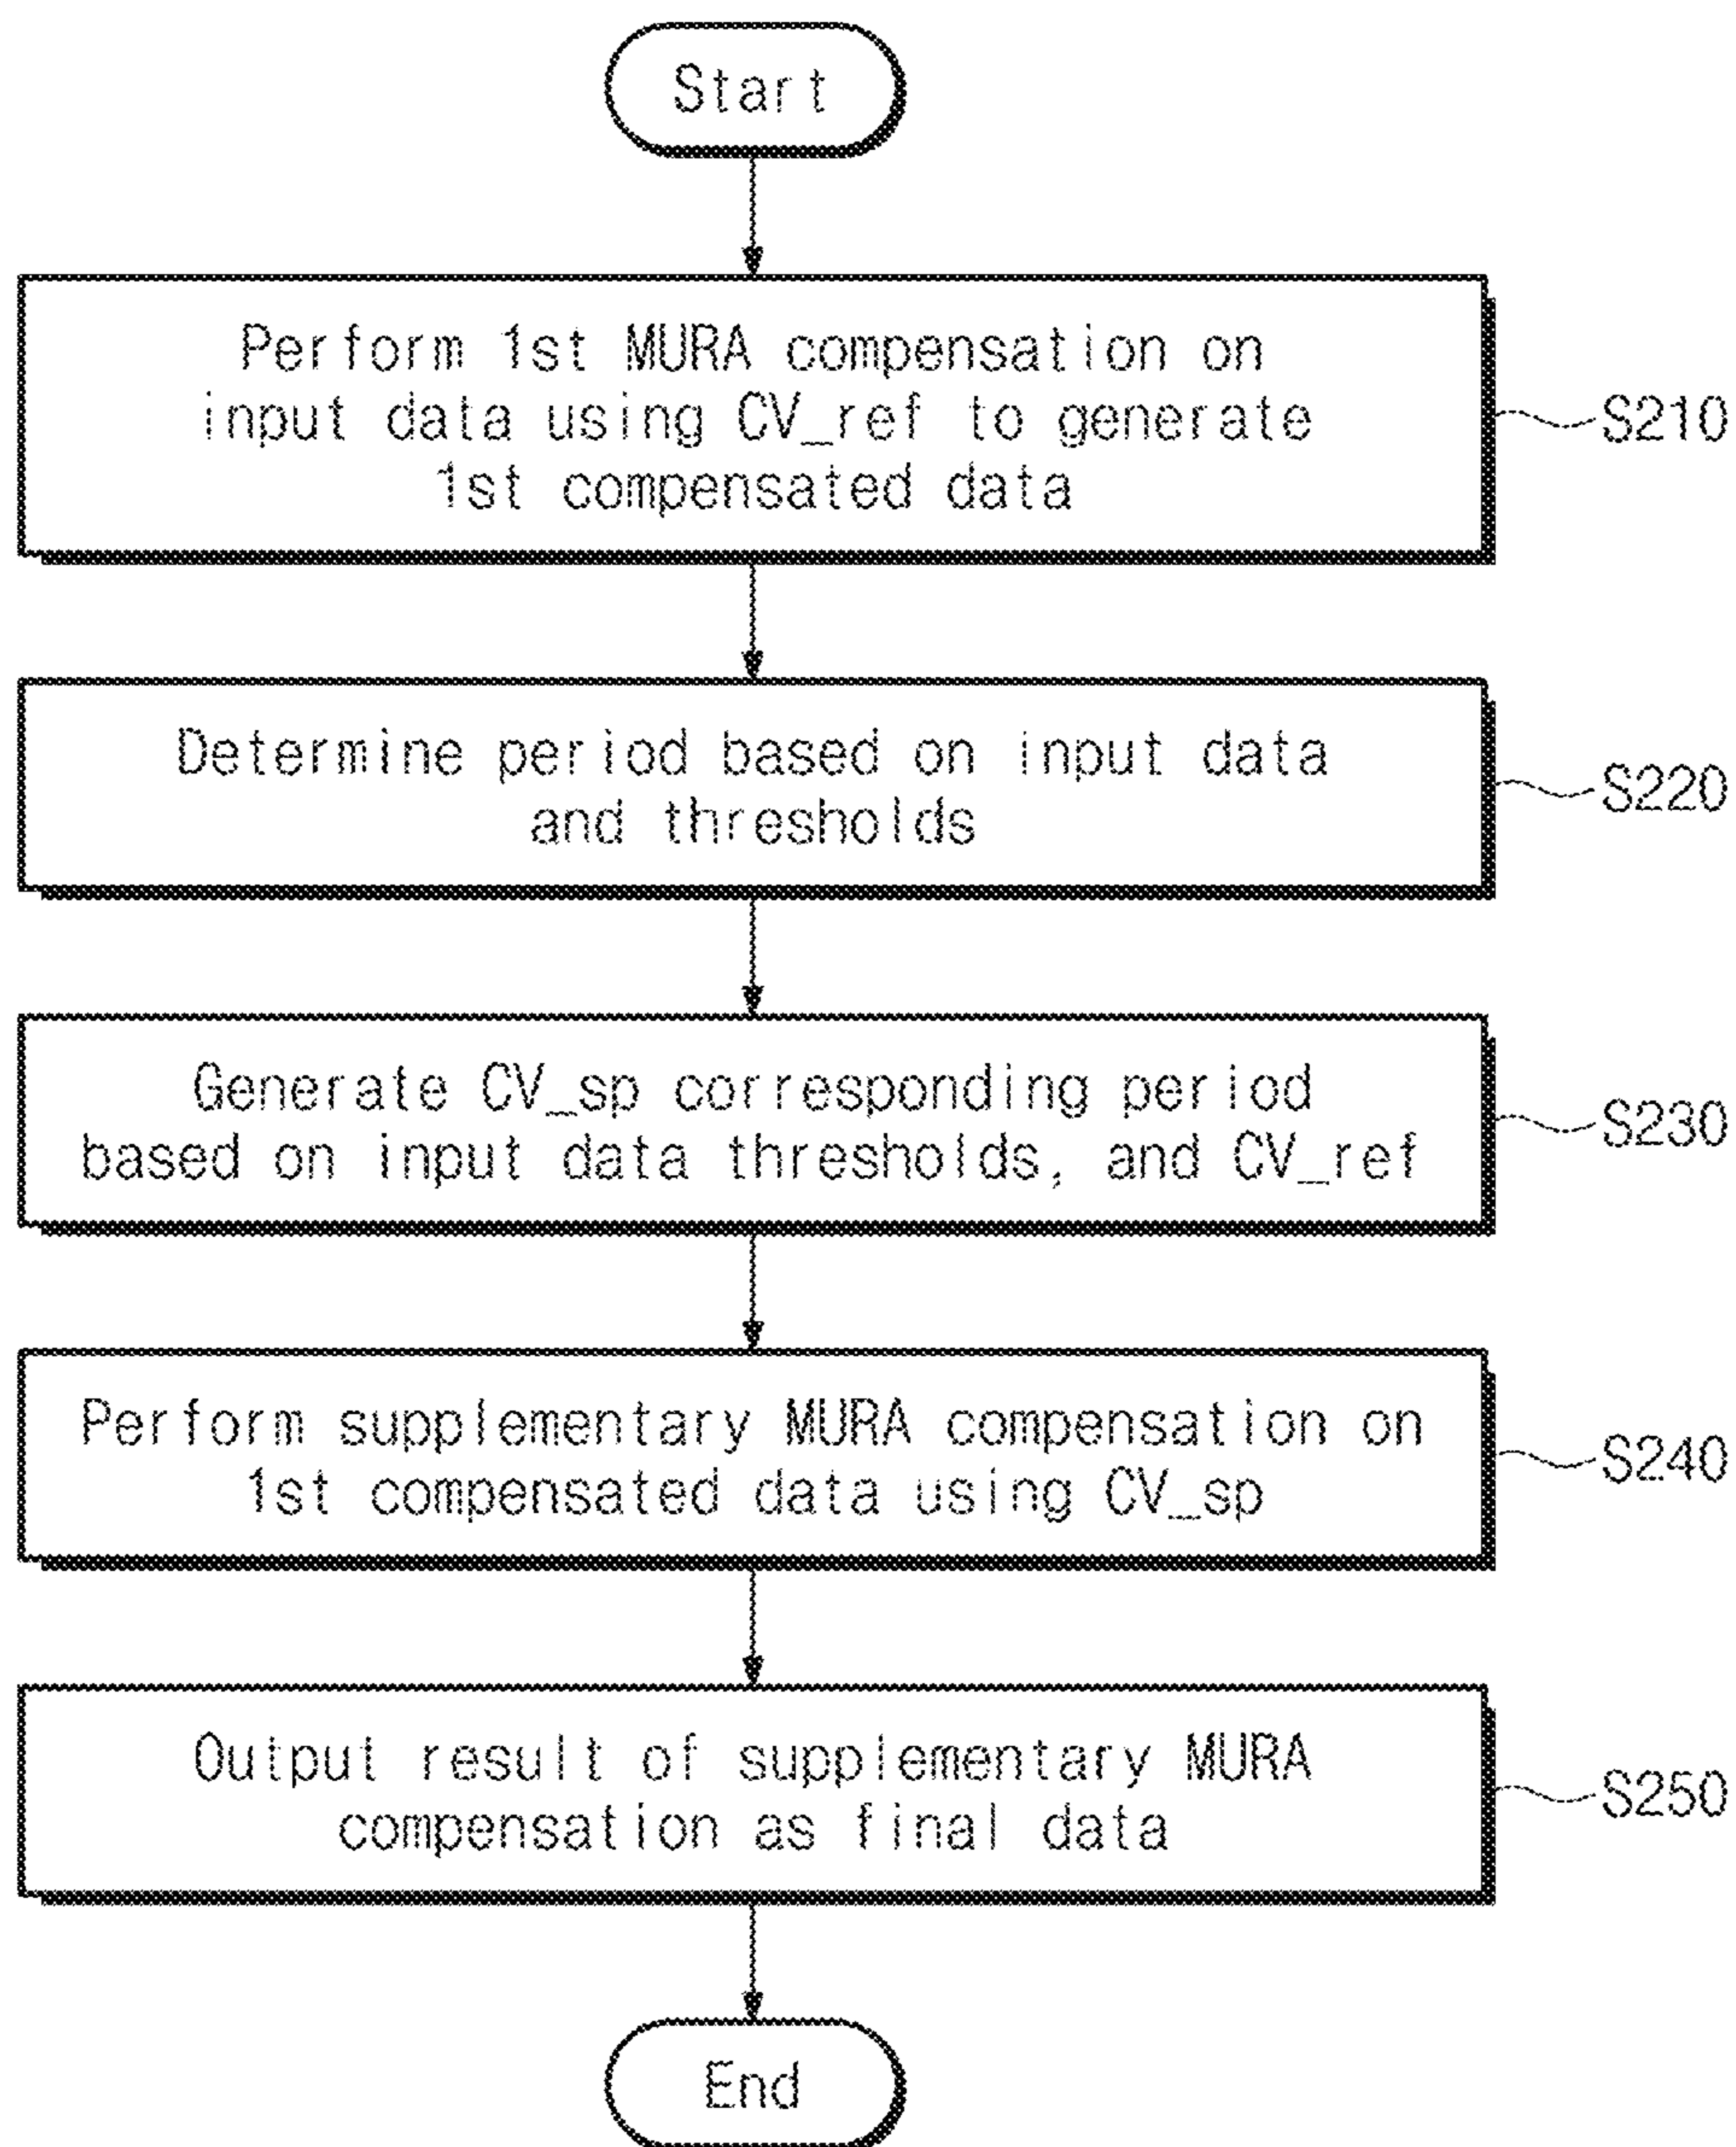 Start
Perform 1st MURA compensation on
input data using CV_ref to generate
1st compensated data
S210
Determine period based on input data
and thresholds
S220
Generate CV_sp corresponding period
based on input data thresholds, and CV_ref
S230
Perform supplementary MURA compensation on
1st compensated data using CV_sp
S240
Output result of supplementary MURA
compensation as final data
S250
End